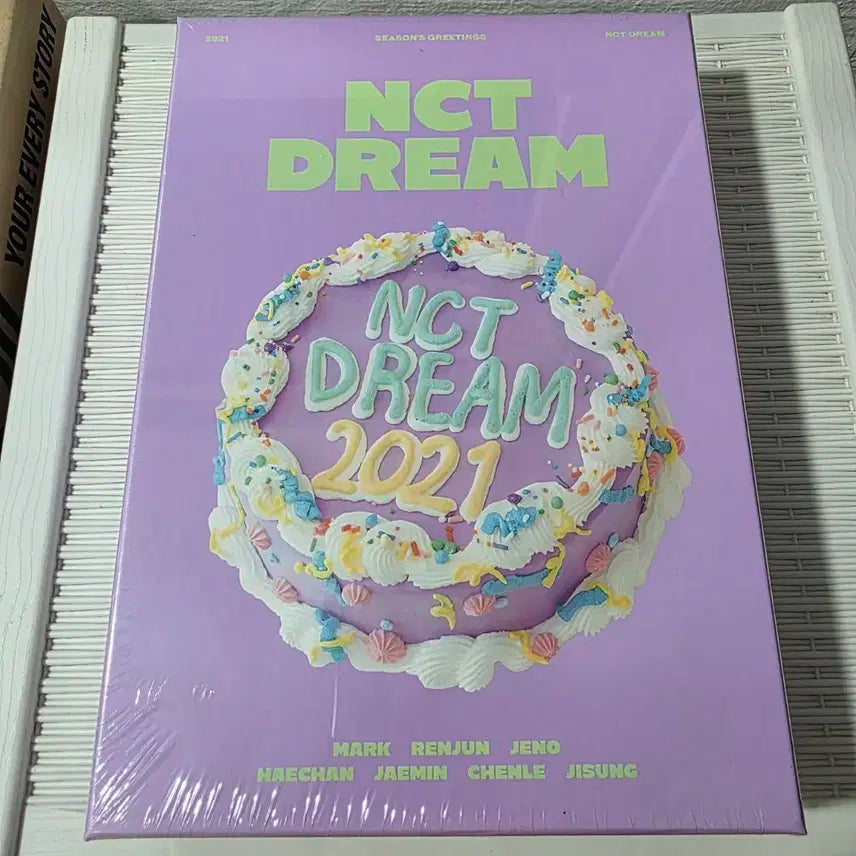 2021 SEASON'S GREETINGS NCT DREAM
NCT
DREAM
NCT
DREAM
2021
MARK RENJUN JENO
HAECHAN JAEMIN CHENLE JISUNG
YOUR EVERY STORY